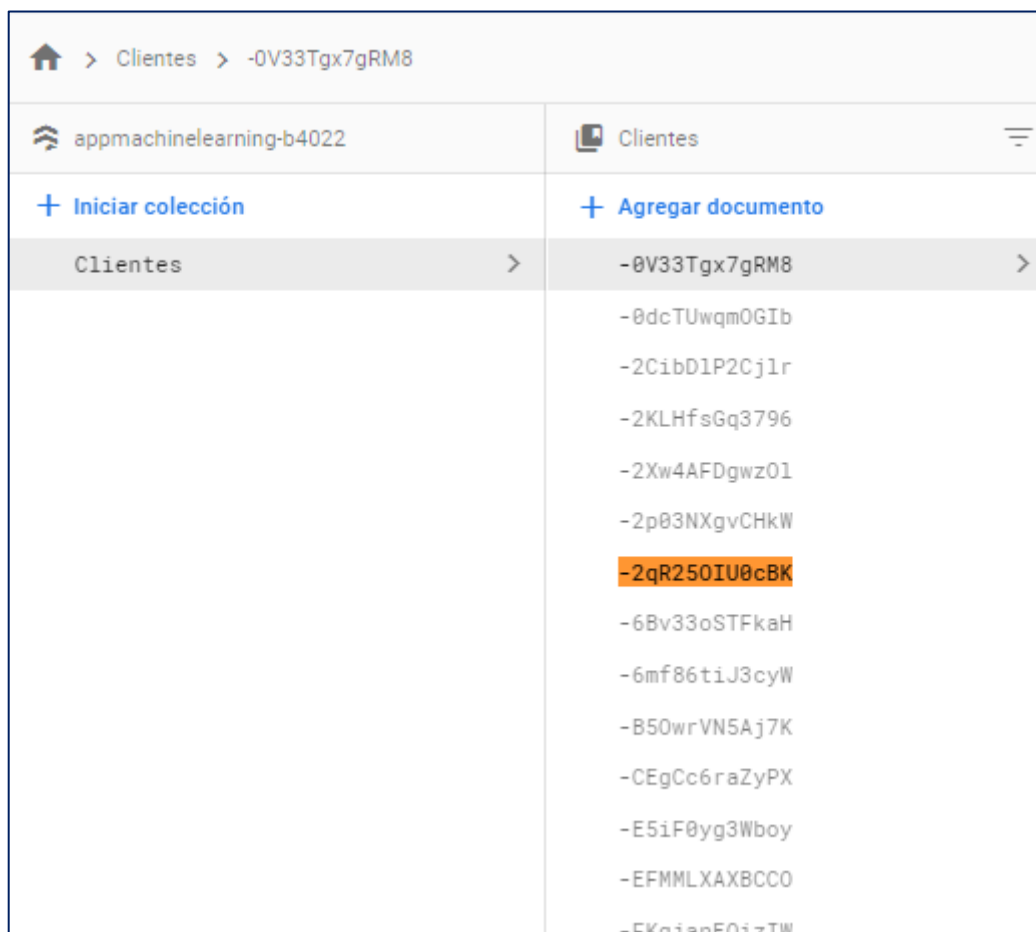 Clientes > -0V33Tgx7gRM8
appmachinelearning-b4022
Clientes
+ Iniciar colección
+ Agregar documento
Clientes
-0V33Tgx7gRM8
-0dcTUwqmOGIb
-2CibDlP2Cjlr
-2KLHfsGq3796
-2Xw4AFDgwzOl
-2p03NXgvCHkW
-2qR25OIU0cBK
-6Bv33oSTFkaH
-6mf86tiJ3cyW
-B5OwrVN5Aj7K
-CEgCc6raZyPX
-E5iF0yg3Wboy
-EFMMLXAXBCCO